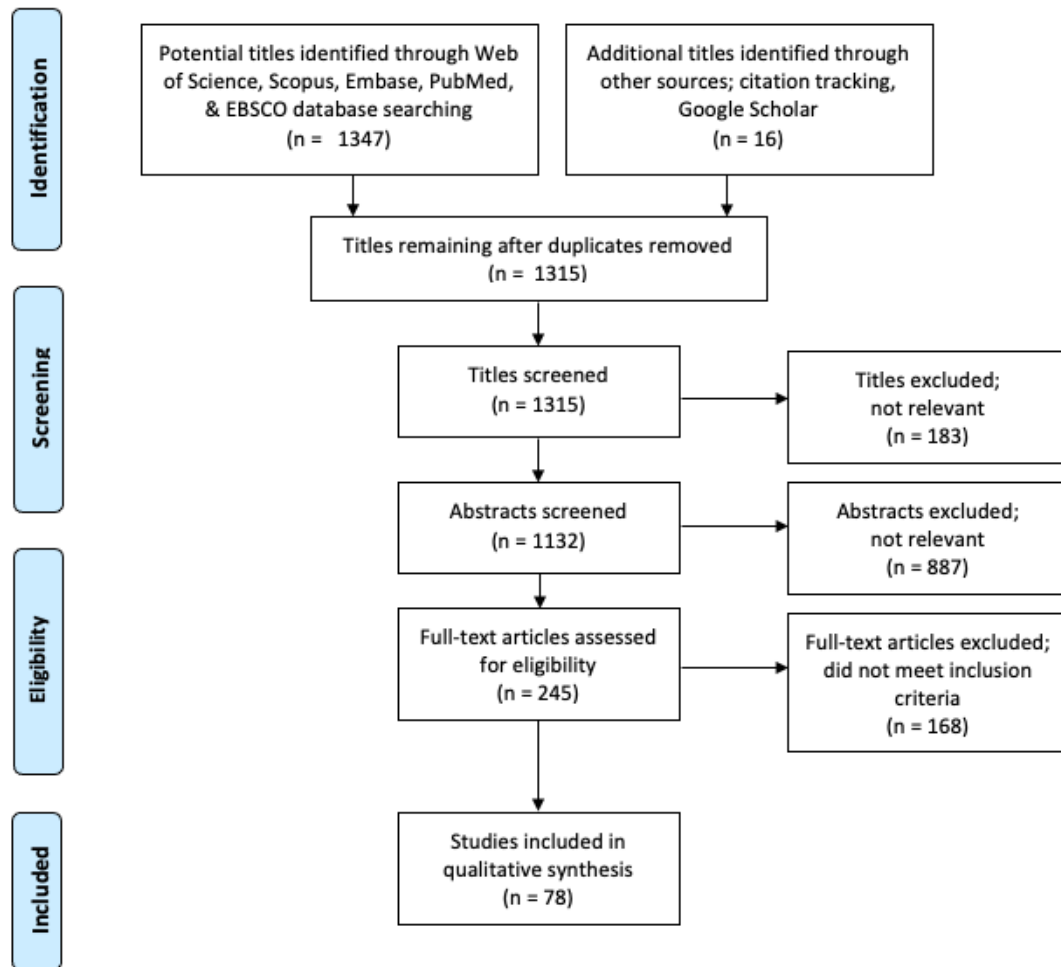 Identification
Potential titles identified through Web
of Science, Scopus, Embase, PubMed,
& EBSCO database searching
(n =   1347)
Additional titles identified through
other sources; citation tracking,
Google Scholar
(n = 16)
Titles remaining after duplicates removed
(n =  1315)
Screening
Titles screened
(n = 1315)
Titles excluded;
not relevant
(n = 183)
Abstracts screened
(n = 1132)
Abstracts excluded;
not relevant
(n = 887)
Eligibility
Full-text articles assessed
for eligibility
(n = 245)
Full-text articles excluded;
did not meet inclusion
criteria
(n = 168)
Included
Studies included in
qualitative synthesis
(n = 78)